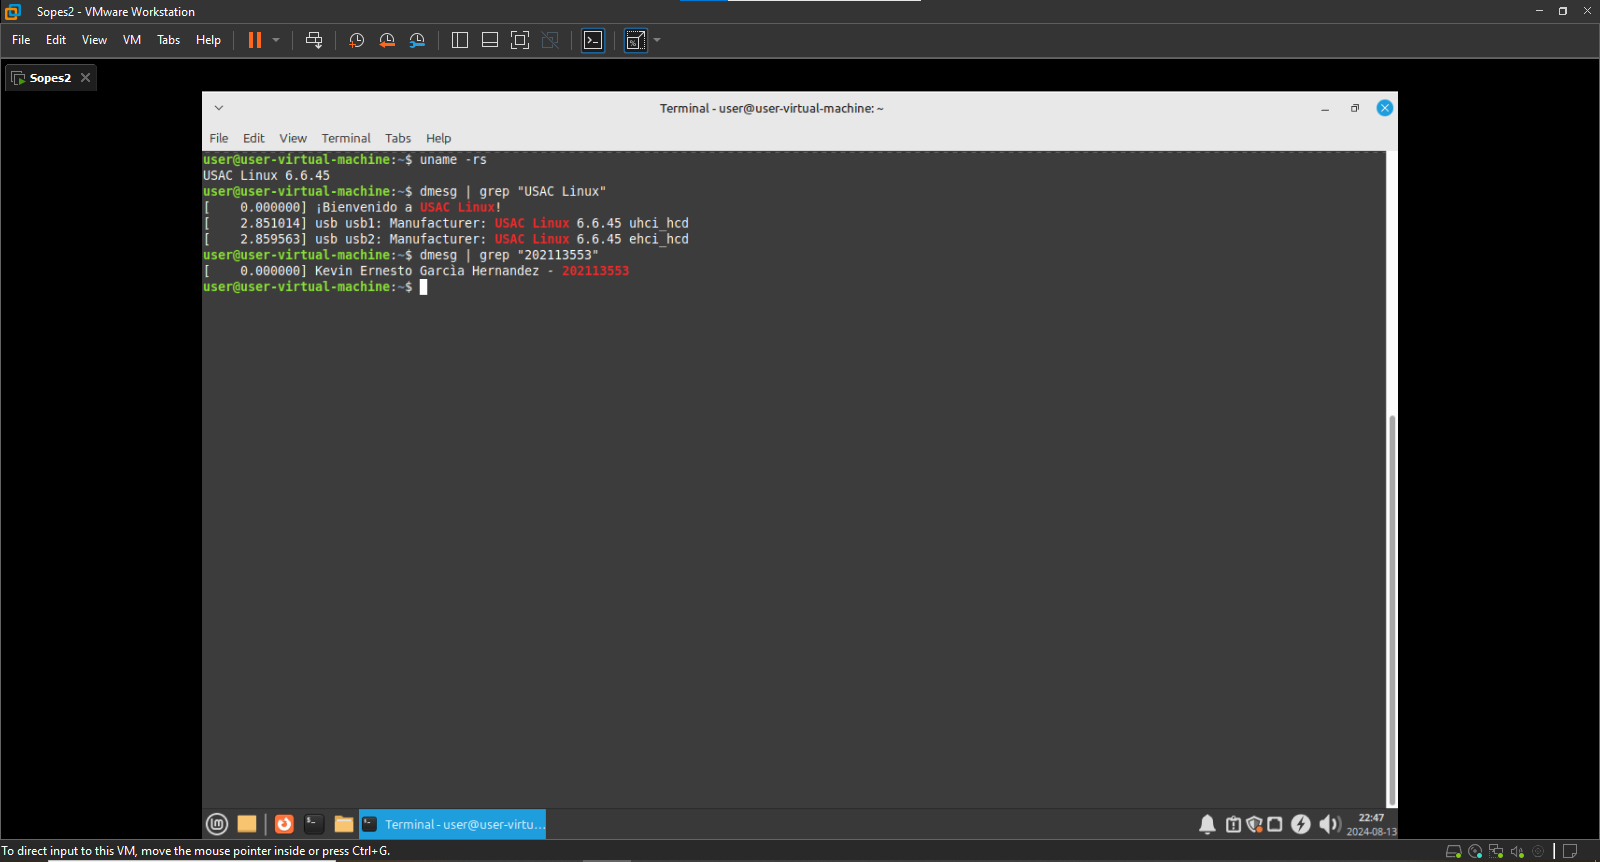 Sopes2 - VMware Workstation
File Edit View VM Tabs Help
Sopes2
Terminal - user@user-virtual-machine: ~
File Edit View Terminal Tabs Help
user@user-virtual-machine:~$ uname -rs
USAC Linux 6.6.45
user@user-virtual-machine:~$ dmesg | grep "USAC Linux"
[    0.000000] ¡Bienvenido a USAC Linux!
[    2.851014] usb usb1: Manufacturer: USAC Linux 6.6.45 uhci_hcd
[    2.859563] usb usb2: Manufacturer: USAC Linux 6.6.45 ehci_hcd
user@user-virtual-machine:~$ dmesg | grep "202113553"
[    0.000000] Kevin Ernesto Garcìa Hernandez - 202113553
user@user-virtual-machine:~$
Terminal - user@user-virtu...
22:47
2024-08-13
To direct input to this VM, move the mouse pointer inside or press Ctrl+G.